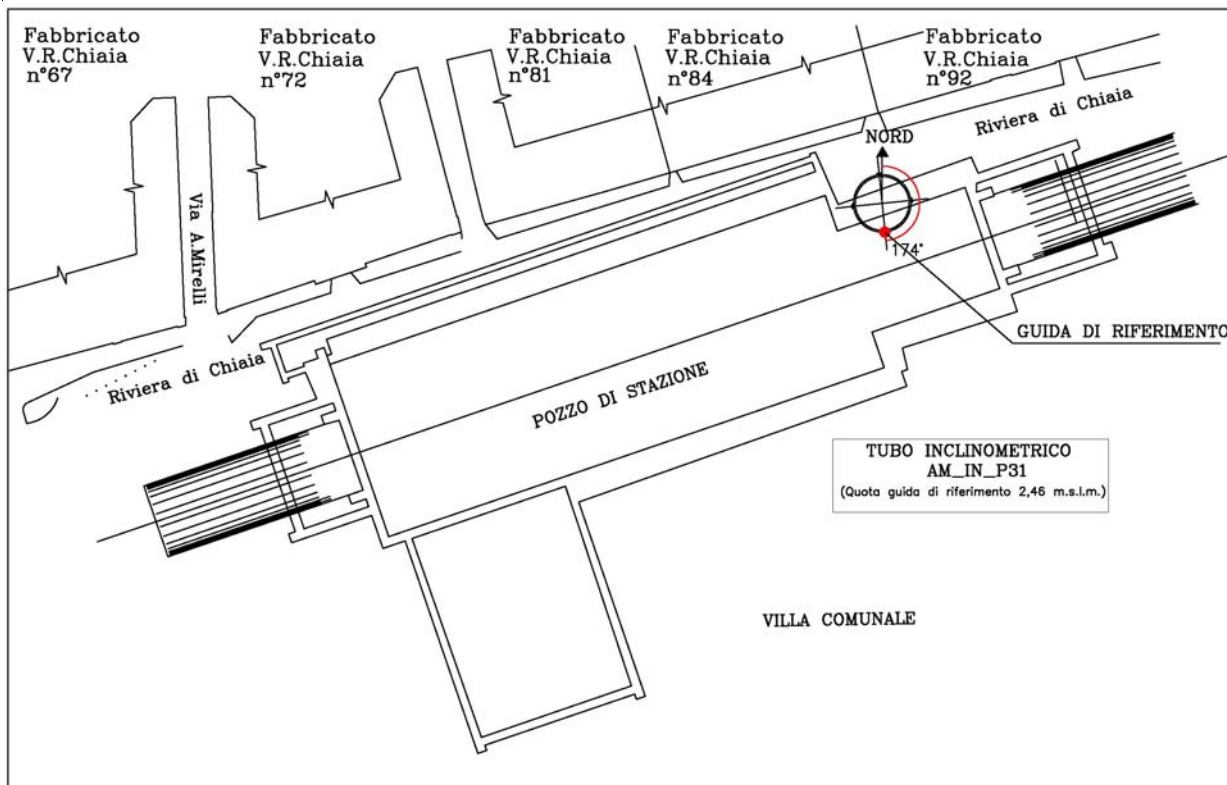 Fabbricato
V.R.Chiaia
n°67
Fabbricato
V.R.Chiaia
n°72
Fabbricato
V.R.Chiaia
n°81
Fabbricato
V.R.Chiaia
n°84
Fabbricato
V.R.Chiaia
n°92
Riviera di Chiaia
NORD
Via A.Mirelli
174°
GUIDA DI RIFERIMENTO
Riviera di Chiaia
POZZO DI STAZIONE
TUBO INCLINOMETRICO
AM_IN_P31
(Quota guida di riferimento 2,46 m.s.l.m.)
VILLA COMUNALE